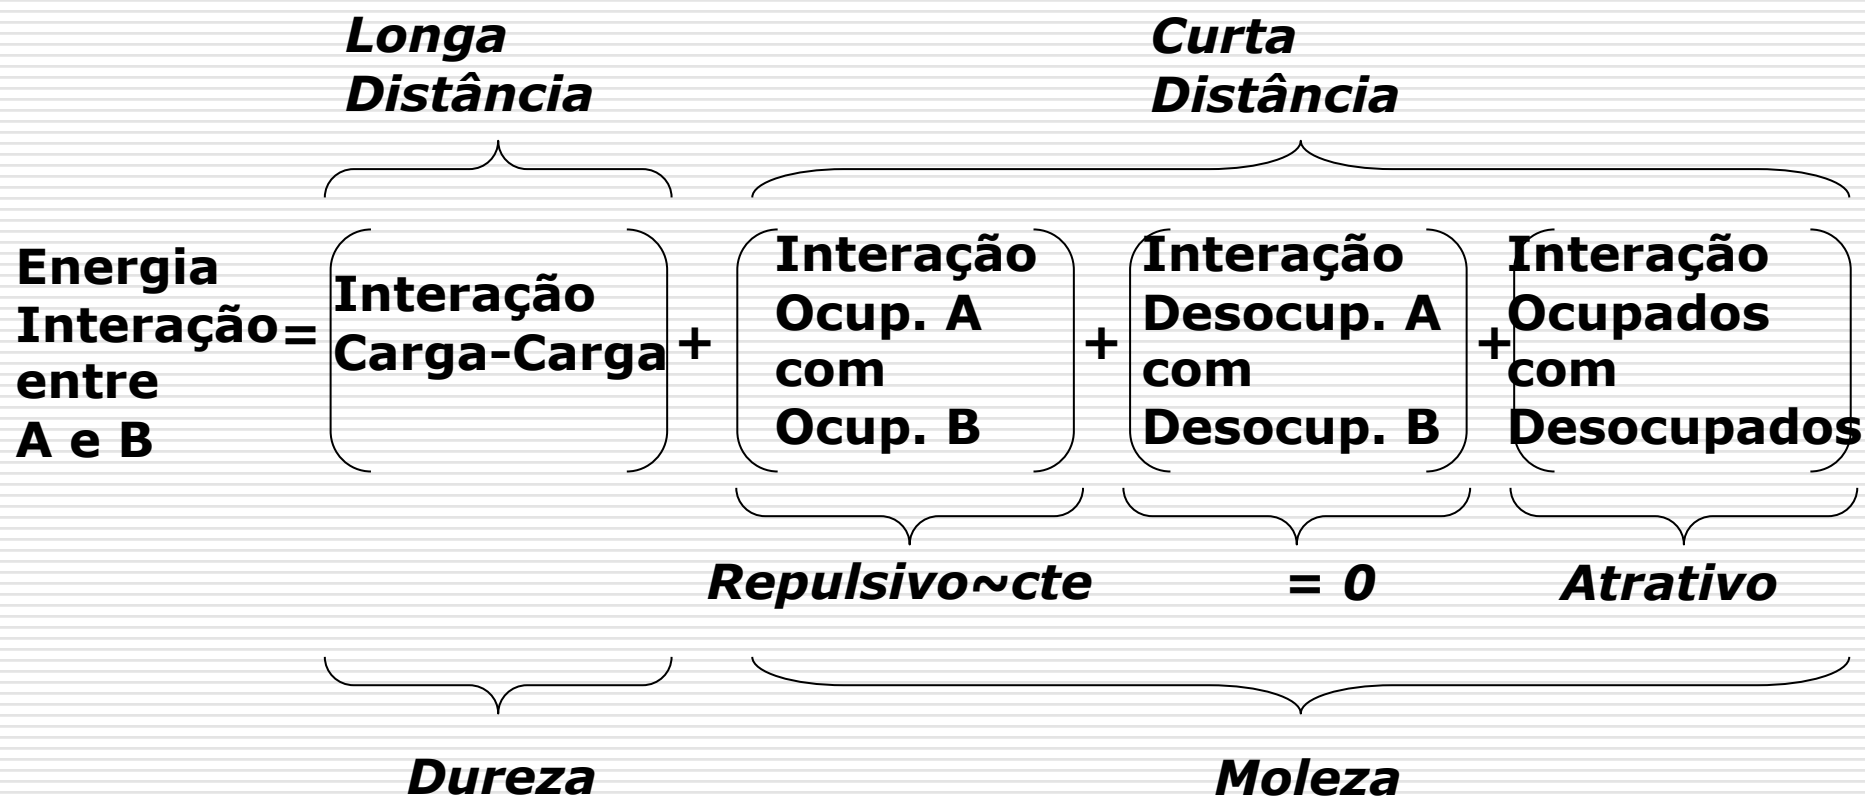 Longa
Distância
Curta
Distância
Energia
Interação
entre
A e B
=
Interação
Carga-Carga
+
Interação
Ocup. A
com
Ocup. B
+
Interação
Desocup. A
com
Desocup. B
+
Interação
Ocupados
com
Desocupados
Repulsivo~cte
= 0
Atrativo
Dureza
Moleza